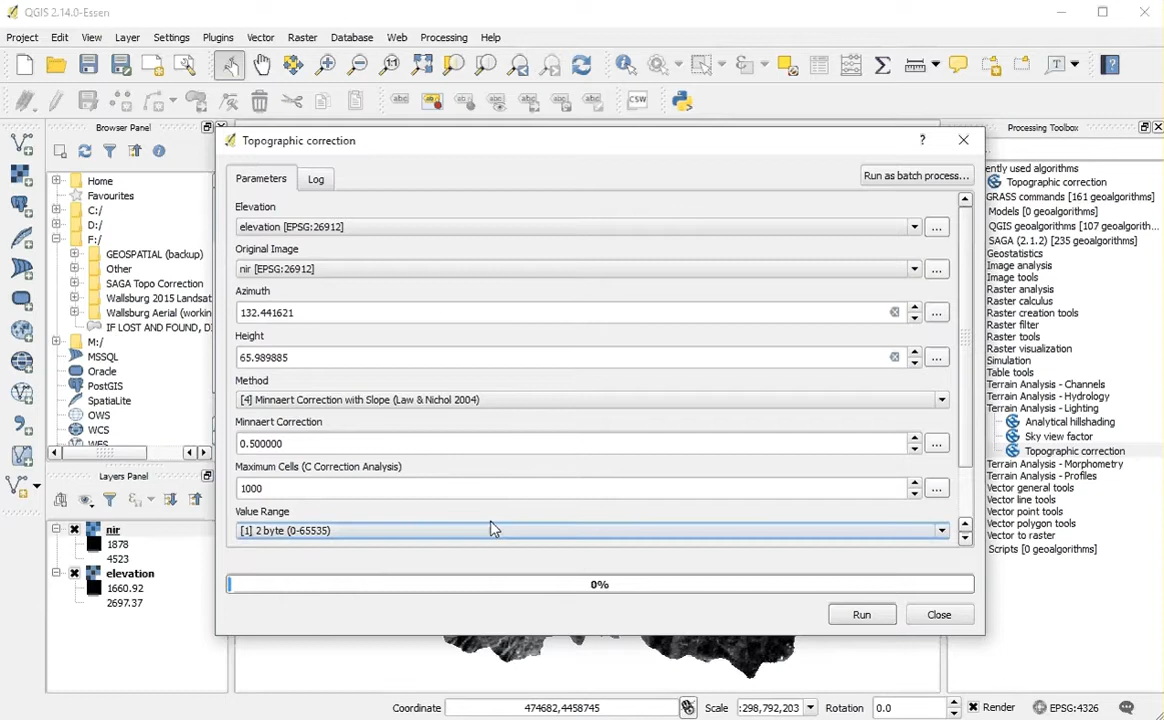 QGIS 2.14.0-Essen
Project Edit View Layer Settings Plugins Vector Raster Database Web Processing Help
Browser Panel
Home
Favourites
C:/
D:/
F:/
GEOSPATIAL (backup)
Other
SAGA Topo Correction
Wallsburg 2015 Landsat
Wallsburg Aerial (workin
IF LOST AND FOUND, D
M:/
MSSQL
Oracle
PostGIS
SpatiaLite
OWS
WCS
WFS
Layers Panel
nir
1878
4523
elevation
1660.92
2697.37
Topographic correction
Parameters Log Run as batch process...
Elevation
elevation [EPSG:26912]
Original Image
nir [EPSG:26912]
Azimuth
132.441621
Height
65.989885
Method
[4] Minnaert Correction with Slope (Law & Nichol 2004)
Minnaert Correction
0.500000
Maximum Cells (C Correction Analysis)
1000
Value Range
[1] 2 byte (0-65535)
0%
Run Close
Processing Toolbox
ently used algorithms
Topographic correction
GRASS commands [161 geoalgorithms]
Models [0 geoalgorithms]
QGIS geoalgorithms [107 geoalgorith...
SAGA (2.1.2) [235 geoalgorithms]
Geostatistics
Image analysis
Image tools
Raster analysis
Raster calculus
Raster creation tools
Raster filter
Raster tools
Raster visualization
Simulation
Table tools
Terrain Analysis - Channels
Terrain Analysis - Hydrology
Terrain Analysis - Lighting
Analytical hillshading
Sky view factor
Topographic correction
Terrain Analysis - Morphometry
Terrain Analysis - Profiles
Vector general tools
Vector line tools
Vector point tools
Vector polygon tools
Vector to raster
Scripts [0 geoalgorithms]
Coordinate 474682,4458745 Scale :298,792,203 Rotation 0.0 Render EPSG:4326